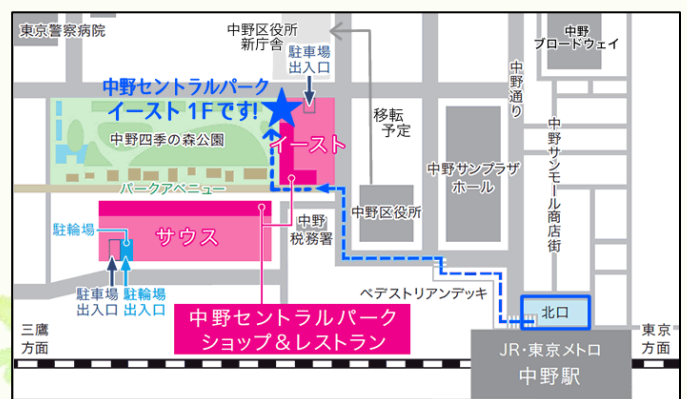 東京警察病院
中野区役所
新庁舎
駐車場
出入口
中野
ブロードウェイ
中野通り
中野セントラルパーク
イースト 1Fです!
移転
予定
イースト
中野四季の森公園
中野サンプラザ
ホール
中野サンモール商店街
パークアベニュー
中野区役所
サウス
中野
税務署
駐輪場
駐車場
出入口
駐輪場
出入口
ペデストリアンデッキ
北口
中野セントラルパーク
ショップ&レストラン
三鷹
方面
東京
方面
JR・東京メトロ
中野駅